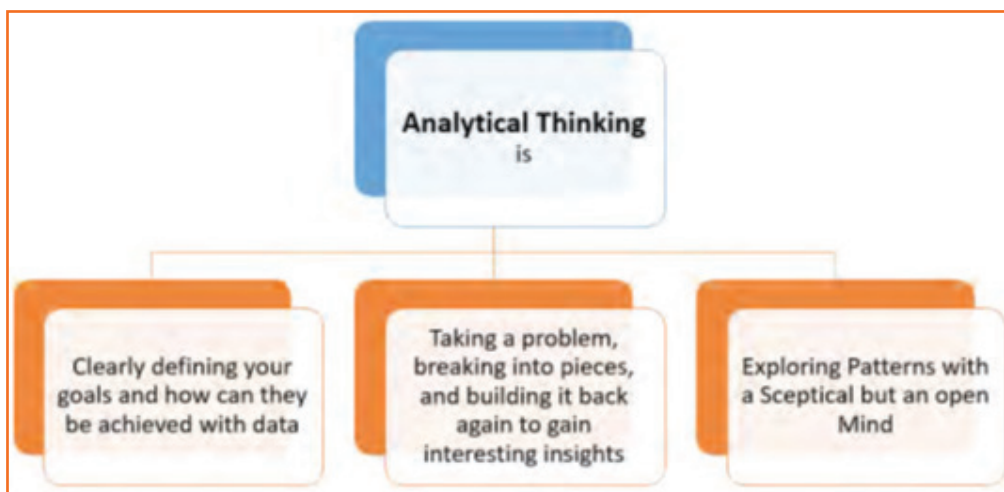 Analytical Thinking
is
Clearly defining your
goals and how can they
be achieved with data
Taking a problem,
breaking into pieces,
and building it back
again to gain
interesting insights
Exploring Patterns with
a Sceptical but an open
Mind